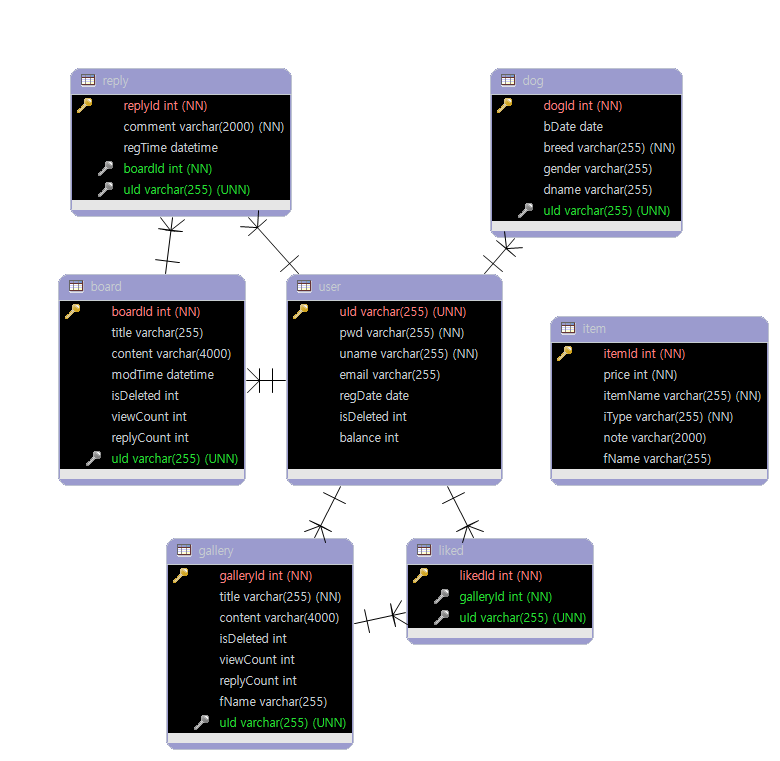 reply
replyId int (NN)
comment varchar(2000) (NN)
regTime datetime
boardId int (NN)
uId varchar(255) (UNN)
dog
dogId int (NN)
bDate date
breed varchar(255) (NN)
gender varchar(255)
dname varchar(255)
uId varchar(255) (UNN)
board
boardId int (NN)
title varchar(255)
content varchar(4000)
modTime datetime
isDeleted int
viewCount int
replyCount int
uId varchar(255) (UNN)
user
uId varchar(255) (UNN)
pwd varchar(255) (NN)
uname varchar(255) (NN)
email varchar(255)
regDate date
isDeleted int
balance int
item
itemId int (NN)
price int (NN)
itemName varchar(255) (NN)
iType varchar(255) (NN)
note varchar(2000)
fName varchar(255)
gallery
galleryId int (NN)
title varchar(255) (NN)
content varchar(4000)
isDeleted int
viewCount int
replyCount int
fName varchar(255)
uId varchar(255) (UNN)
liked
likedId int (NN)
galleryId int (NN)
uId varchar(255) (UNN)